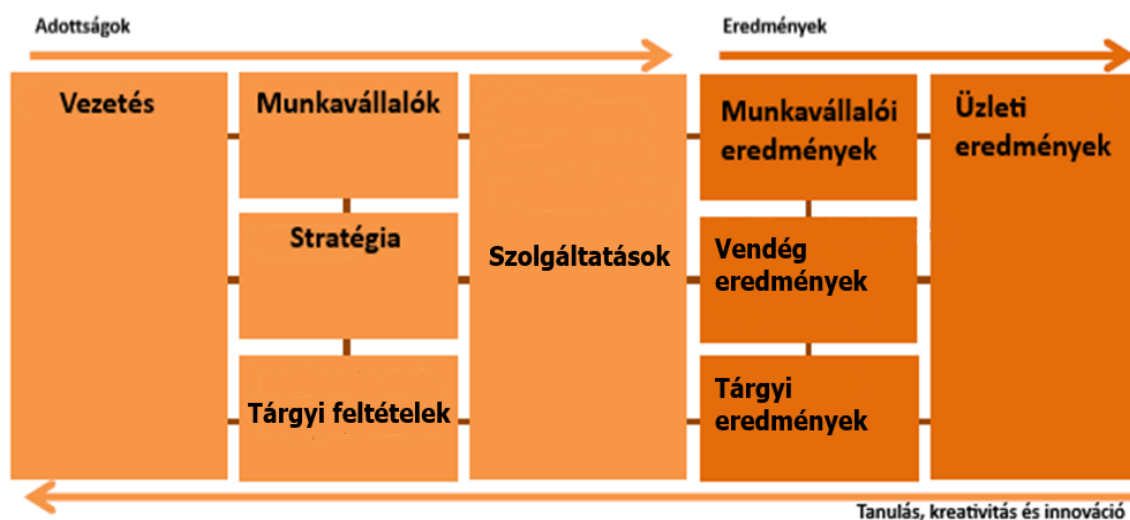 Adottságok
Eredmények
Vezetés
Munkavállalók
Stratégia
Tárgyi feltételek
Szolgáltatások
Munkavállalói
eredmények
Vendég
eredmények
Tárgyi
eredmények
Üzleti
eredmények
Tanulás, kreativitás és innováció